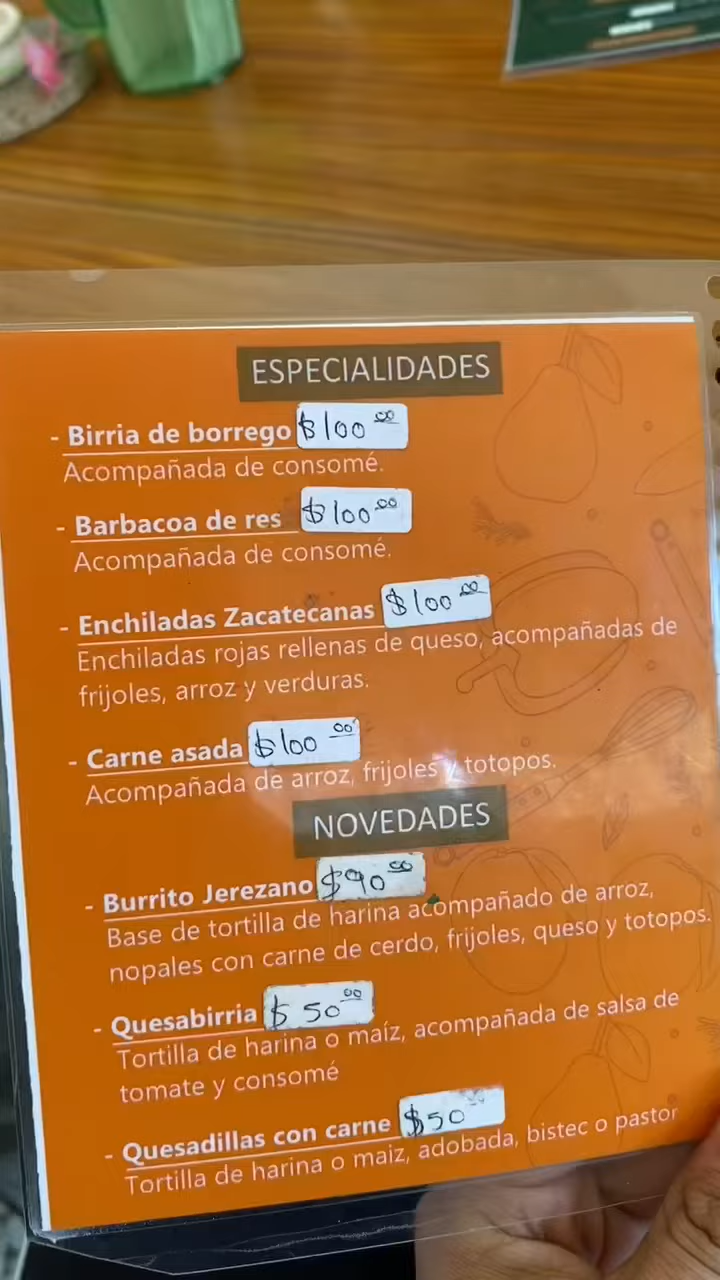 ESPECIALIDADES
- Birria de borrego $100.00
Acompañada de consomé.
- Barbacoa de res $100.00
Acompañada de consomé.
- Enchiladas Zacatecanas $100.00
Enchiladas rojas rellenas de queso, acompañadas de
frijoles, arroz y verduras.
- Carne asada $100.00
Acompañada de arroz, frijoles y totopos.
NOVEDADES
- Burrito Jerezano $90.00
Base de tortilla de harina acompañado de arroz,
nopales con carne de cerdo, frijoles, queso y totopos.
- Quesabirria $50.00
Tortilla de harina o maíz, acompañada de salsa de
tomate y consomé
- Quesadillas con carne $50
Tortilla de harina o maiz, adobada, bistec o pastor